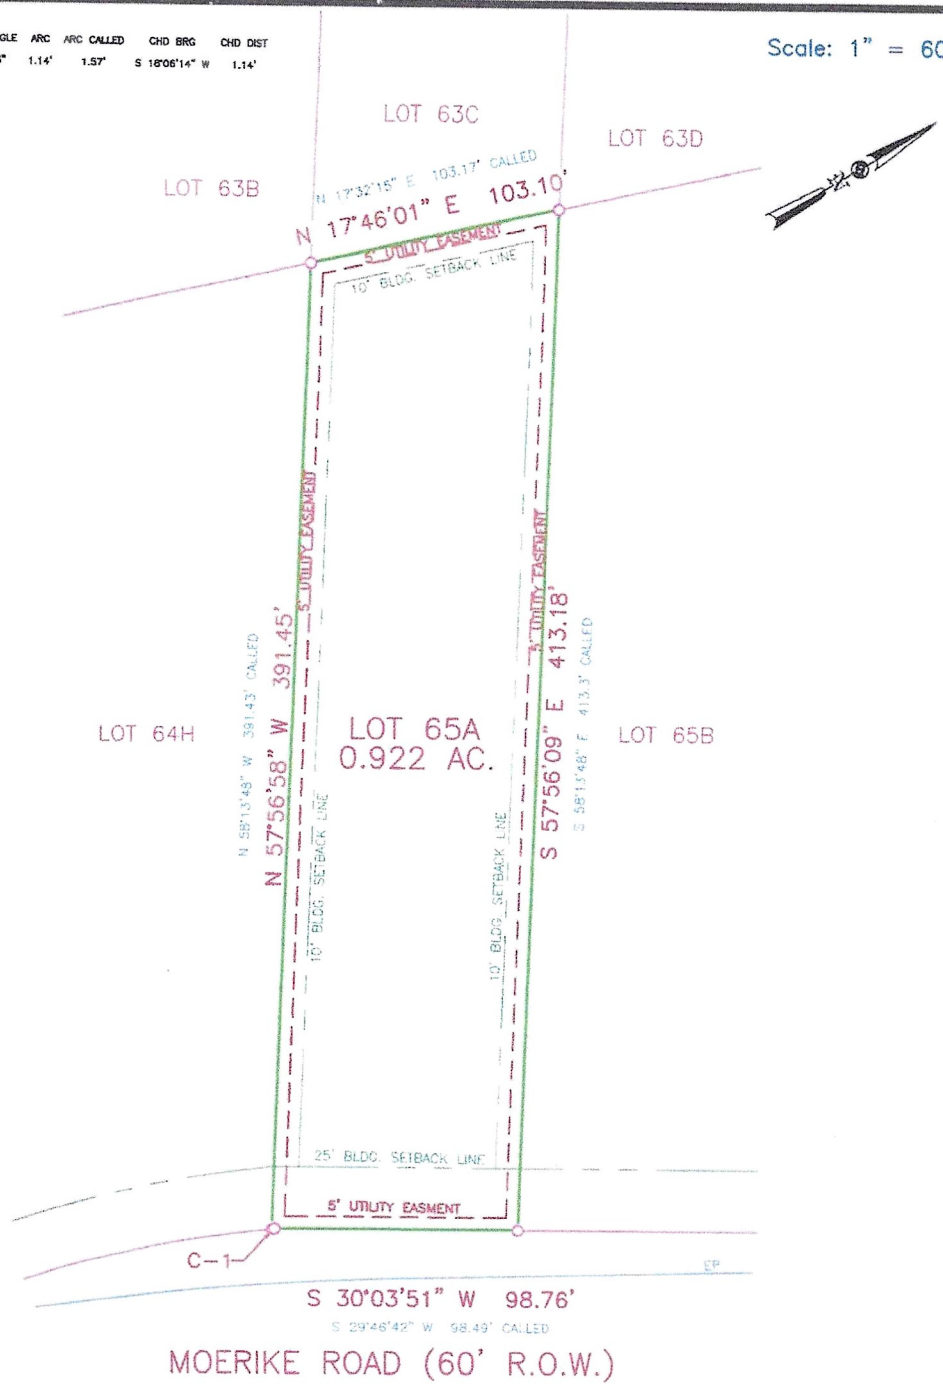 GLE ARC ARC CALLED CHD BRG CHD DIST
1.14' 1.57' S 18°06'14" W 1.14'
Scale: 1" = 60
LOT 63C
LOT 63D
LOT 63B
N 17°32'15" E 103.17' CALLED
N 17°46'01" E 103.10'
5' UTILITY EASEMENT
10' BLDG. SETBACK LINE
5' UTILITY EASEMENT
5' UTILITY EASEMENT
N 58°13'48" W 391.43' CALLED
N 57°56'58" W 391.45'
S 57°56'09" E 413.18'
S 58°13'48" E 413.3' CALLED
LOT 64H
LOT 65A
0.922 AC.
LOT 65B
10' BLDG. SETBACK LINE
10' BLDG. SETBACK LINE
25' BLDG. SETBACK LINE
5' UTILITY EASMENT
C-1
EP
S 30°03'51" W 98.76'
S 29°46'42" W 98.49' CALLED
MOERIKE ROAD (60' R.O.W.)